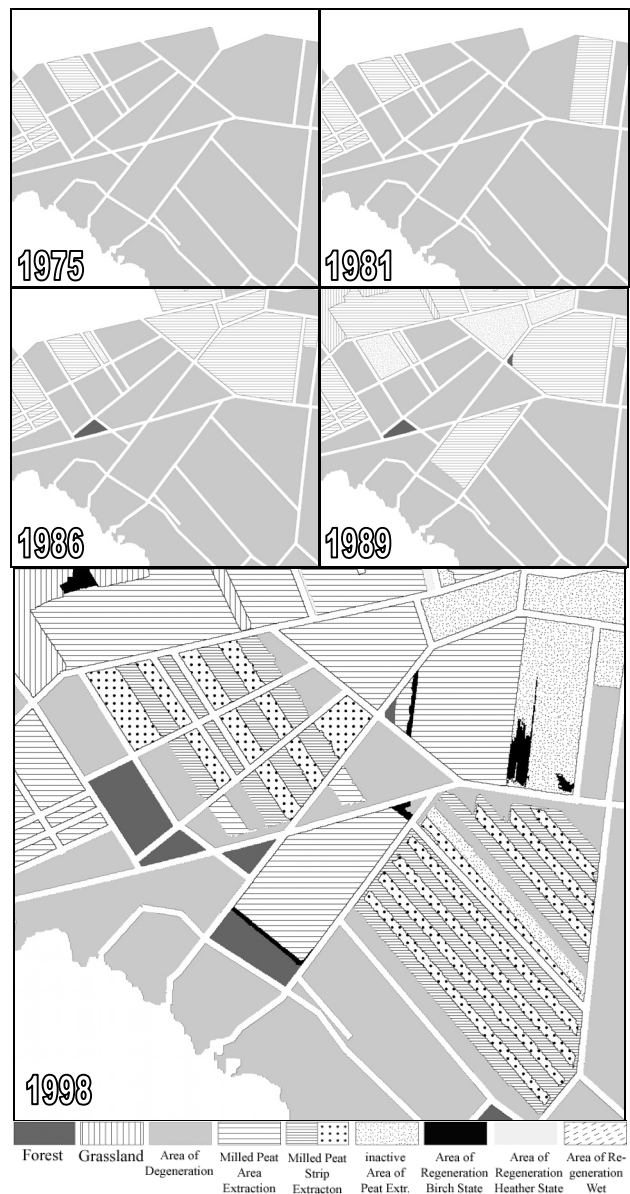 1975
1981
1986
1989
1998
Forest
Grassland
Area of
Degeneration
Milled Peat
Area
Extraction
Milled Peat
Strip
Extracton
inactive
Area of
Peat Extr.
Area of
Regeneration
Birch State
Area of
Regeneration
Heather State
Area of Re-
generation
Wet